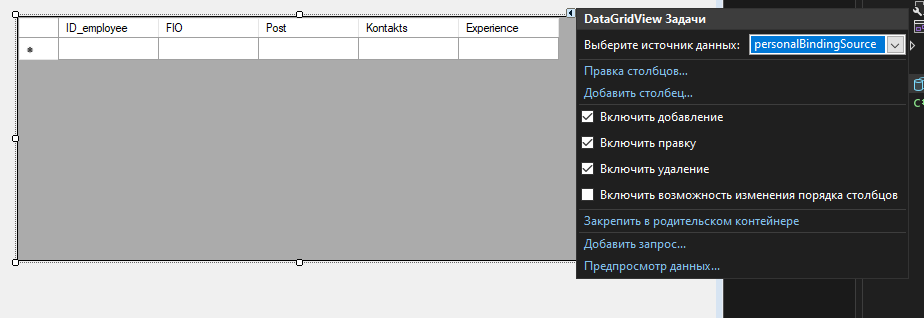 ID_employee FIO Post Kontakts Experience
DataGridView Задачи
Выберите источник данных: personalBindingSource
Правка столбцов...
Добавить столбец...
Включить добавление
Включить правку
Включить удаление
Включить возможность изменения порядка столбцов
Закрепить в родительском контейнере
Добавить запрос...
Предпросмотр данных...